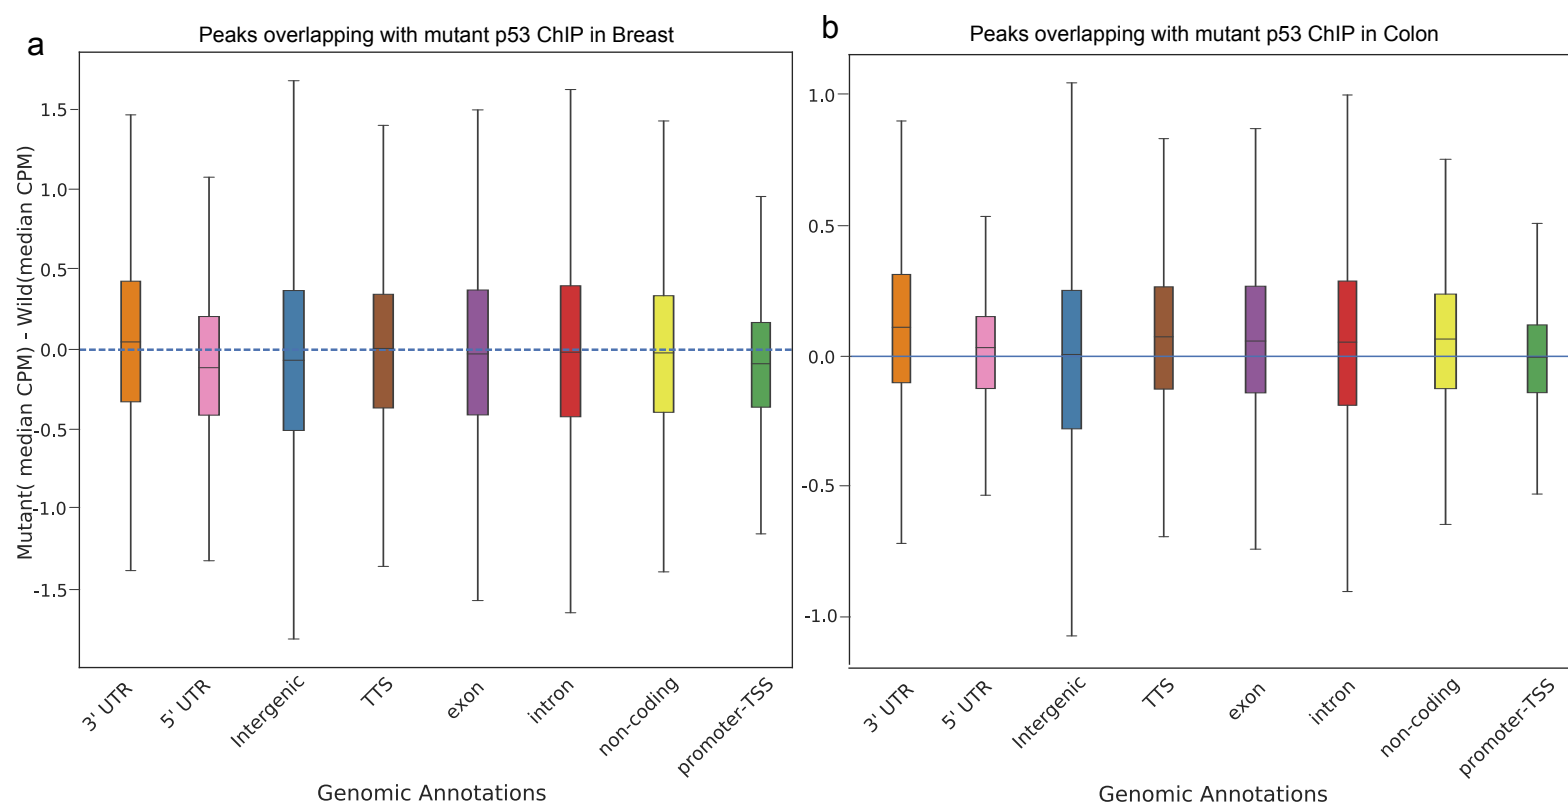 a
Peaks overlapping with mutant p53 ChIP in Breast
Mutant( median CPM) - Wild(median CPM)
1.5
1.0
0.5
0.0
-0.5
-1.0
-1.5
3' UTR
5' UTR
Intergenic
TTS
exon
intron
non-coding
promoter-TSS
Genomic Annotations
b
Peaks overlapping with mutant p53 ChIP in Colon
1.0
0.5
0.0
-0.5
-1.0
3' UTR
5' UTR
Intergenic
TTS
exon
intron
non-coding
promoter-TSS
Genomic Annotations